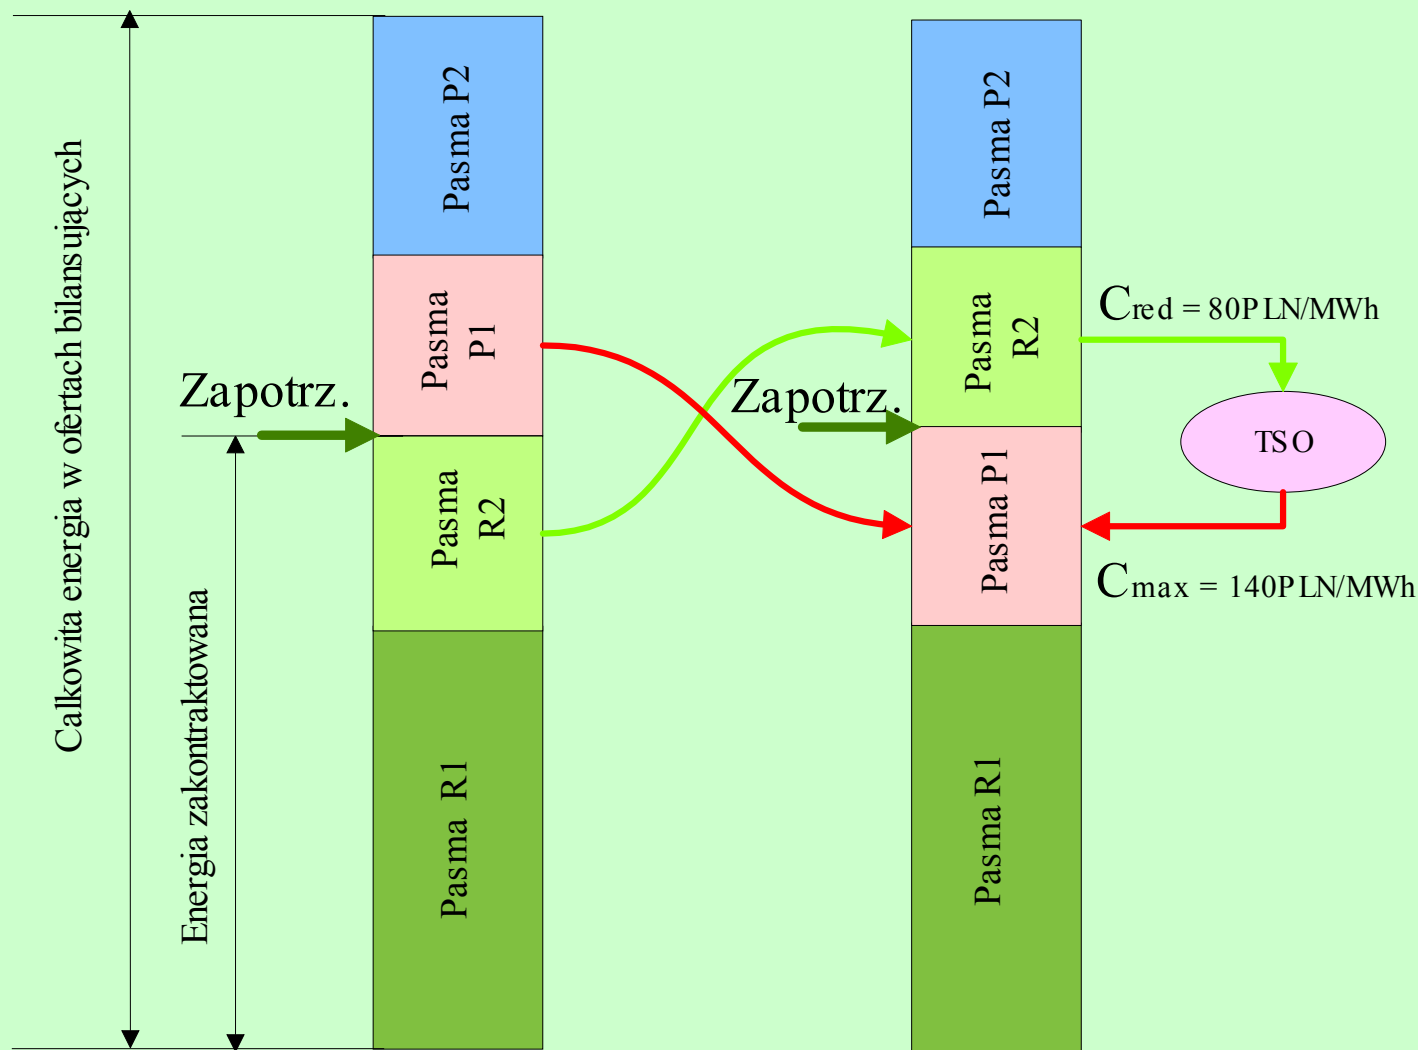 Calkowita energia w ofertach bilansujących
Energia zakontraktowana
Zapotrz.
Pasma P2
Pasma
P1
Pasma
R2
Pasma R1
Zapotrz.
Pasma P2
Pasma
R2
Pasma P1
Pasma R1
Cred = 80PLN/MWh
TSO
Cmax = 140PLN/MWh